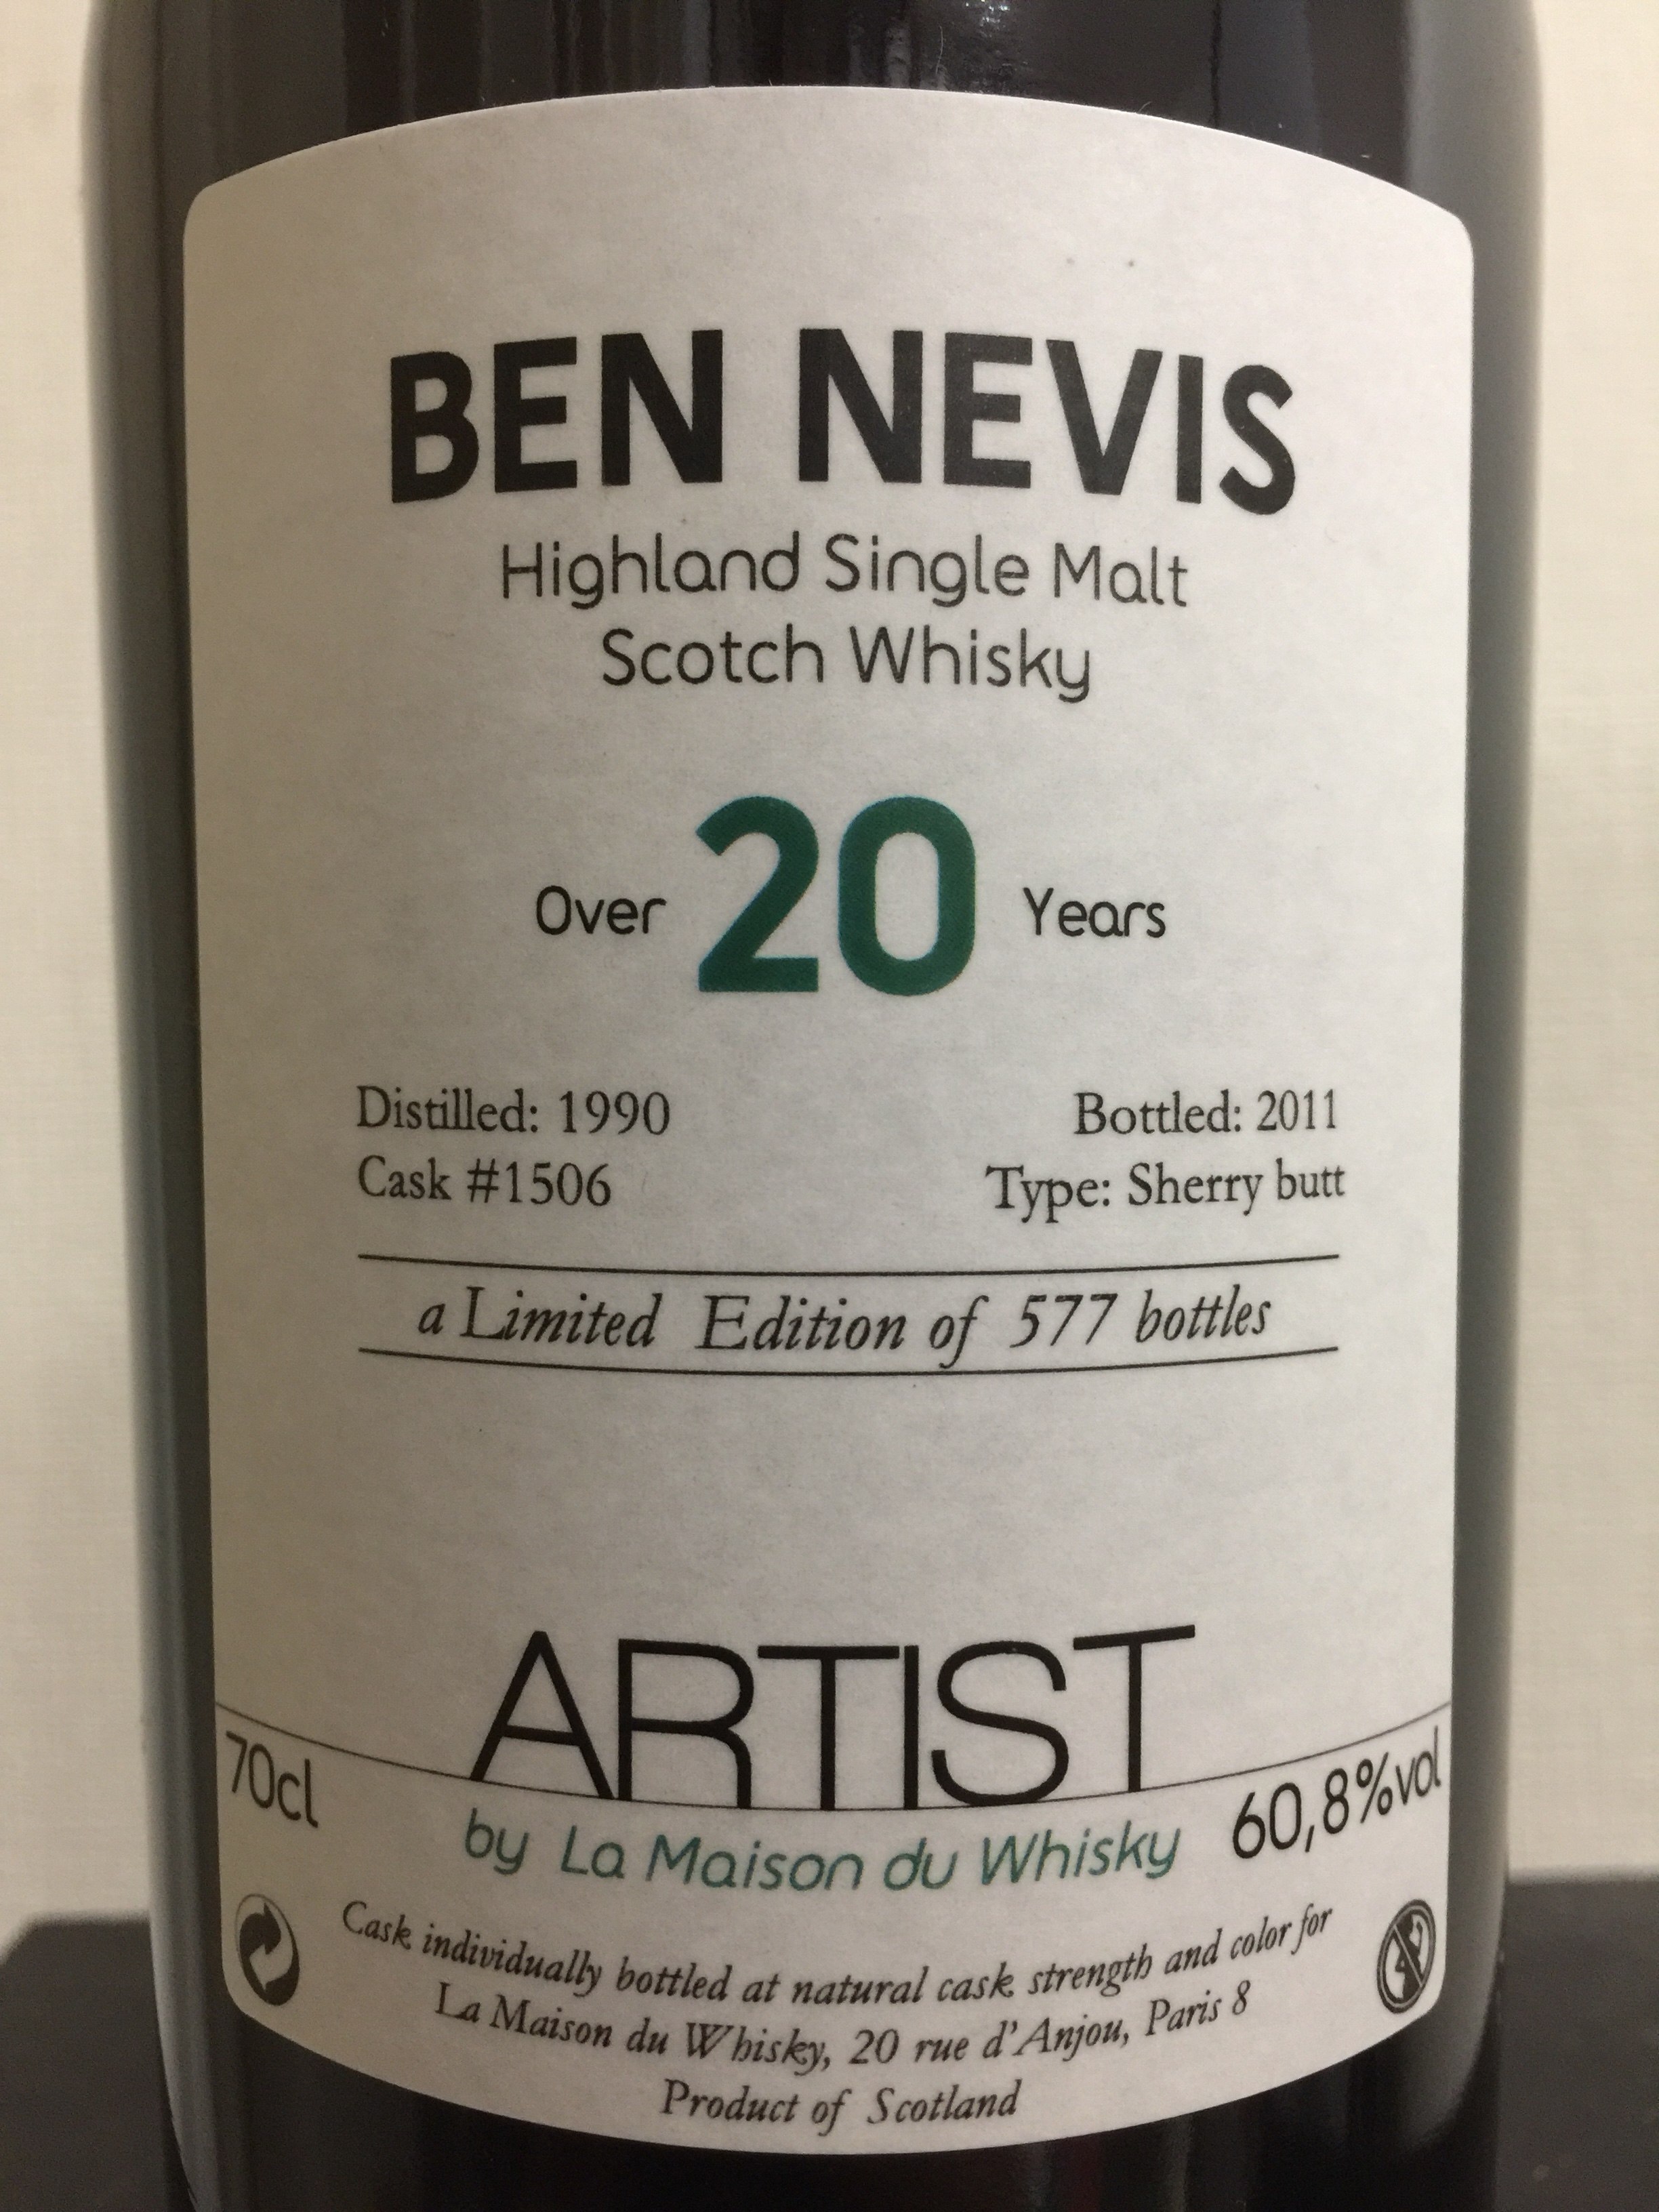 BEN NEVIS
Highland Single Malt
Scotch Whisky
Over 20 Years
Distilled: 1990 Bottled: 2011
Cask #1506 Type: Sherry butt
a Limited Edition of 577 bottles
ARTIST
70cl by La Maison du Whisky 60,8%vol
Cask individually bottled at natural cask strength and color for
La Maison du Whisky, 20 rue d'Anjou, Paris 8
Product of Scotland